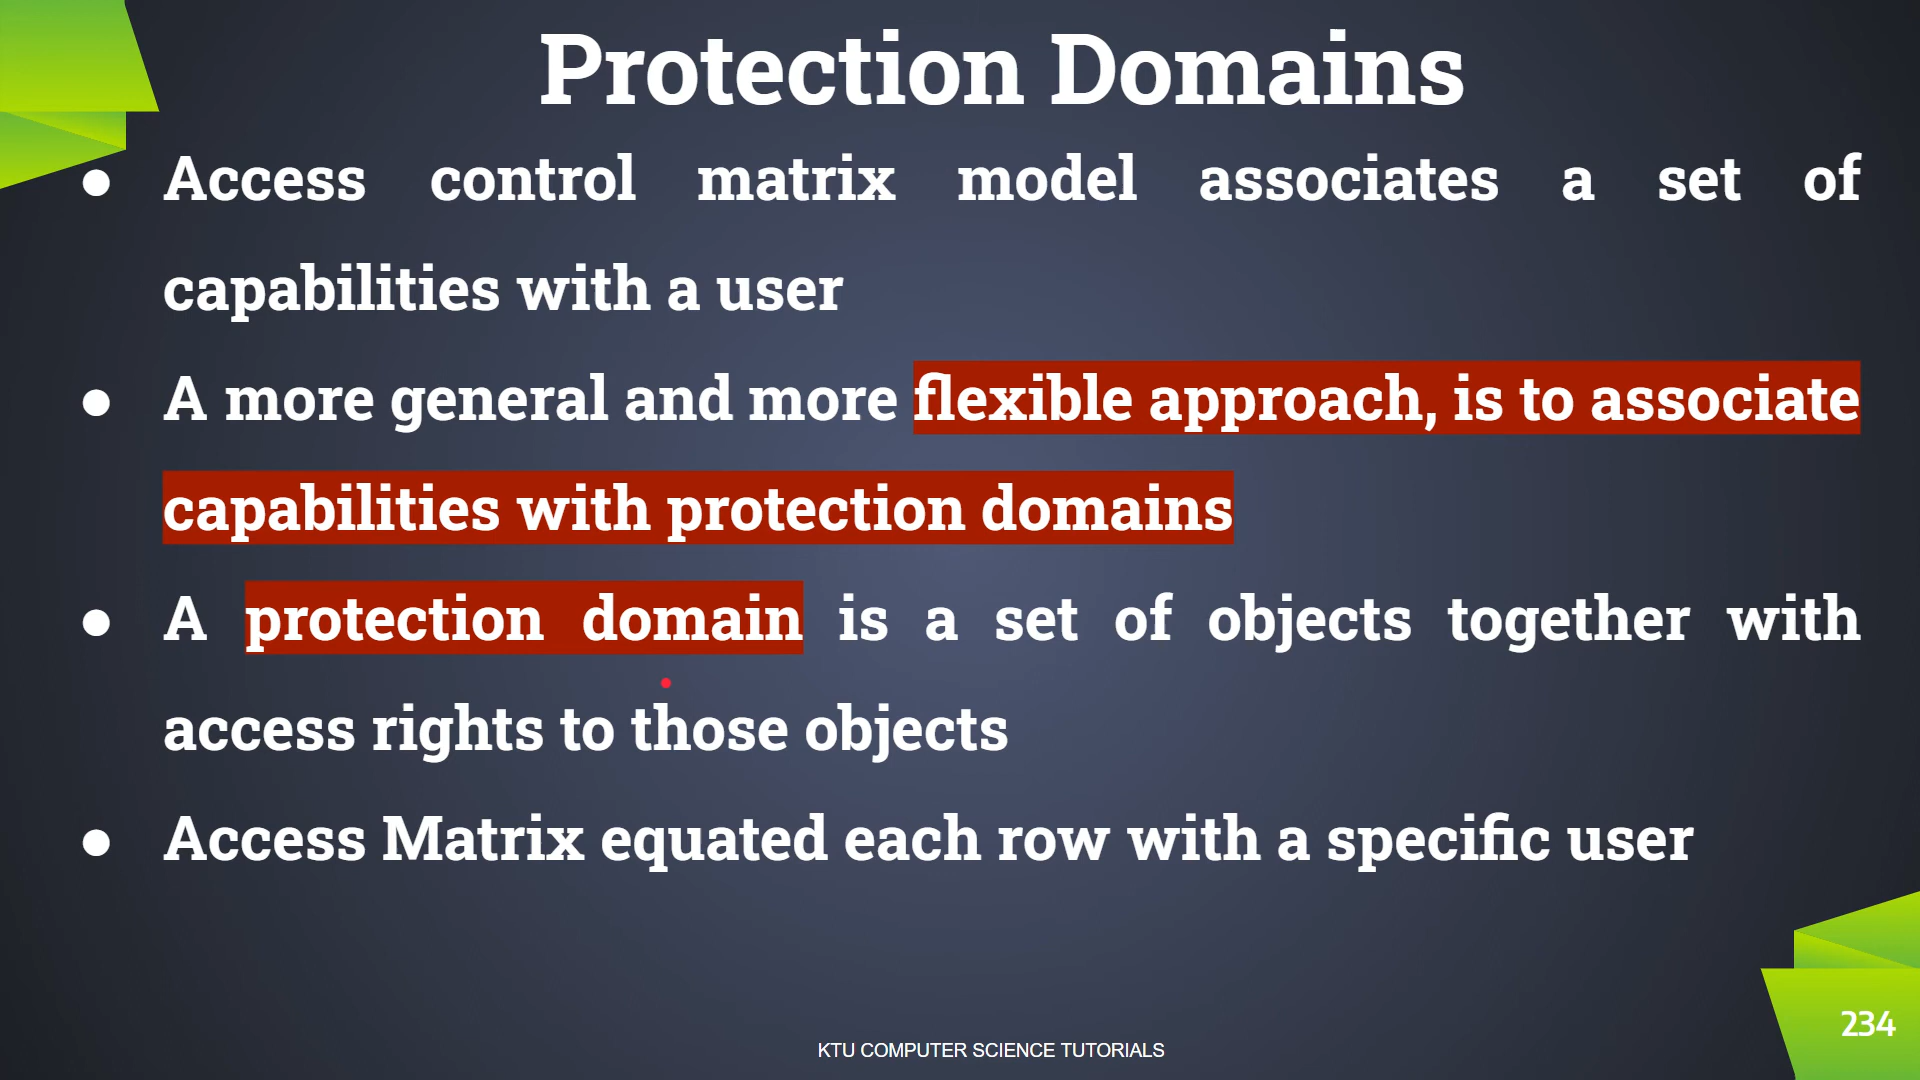 Protection Domains
● Access control matrix model associates a set of
capabilities with a user
● A more general and more flexible approach, is to associate
capabilities with protection domains
● A protection domain is a set of objects together with
access rights to those objects
● Access Matrix equated each row with a specific user
234
KTU COMPUTER SCIENCE TUTORIALS